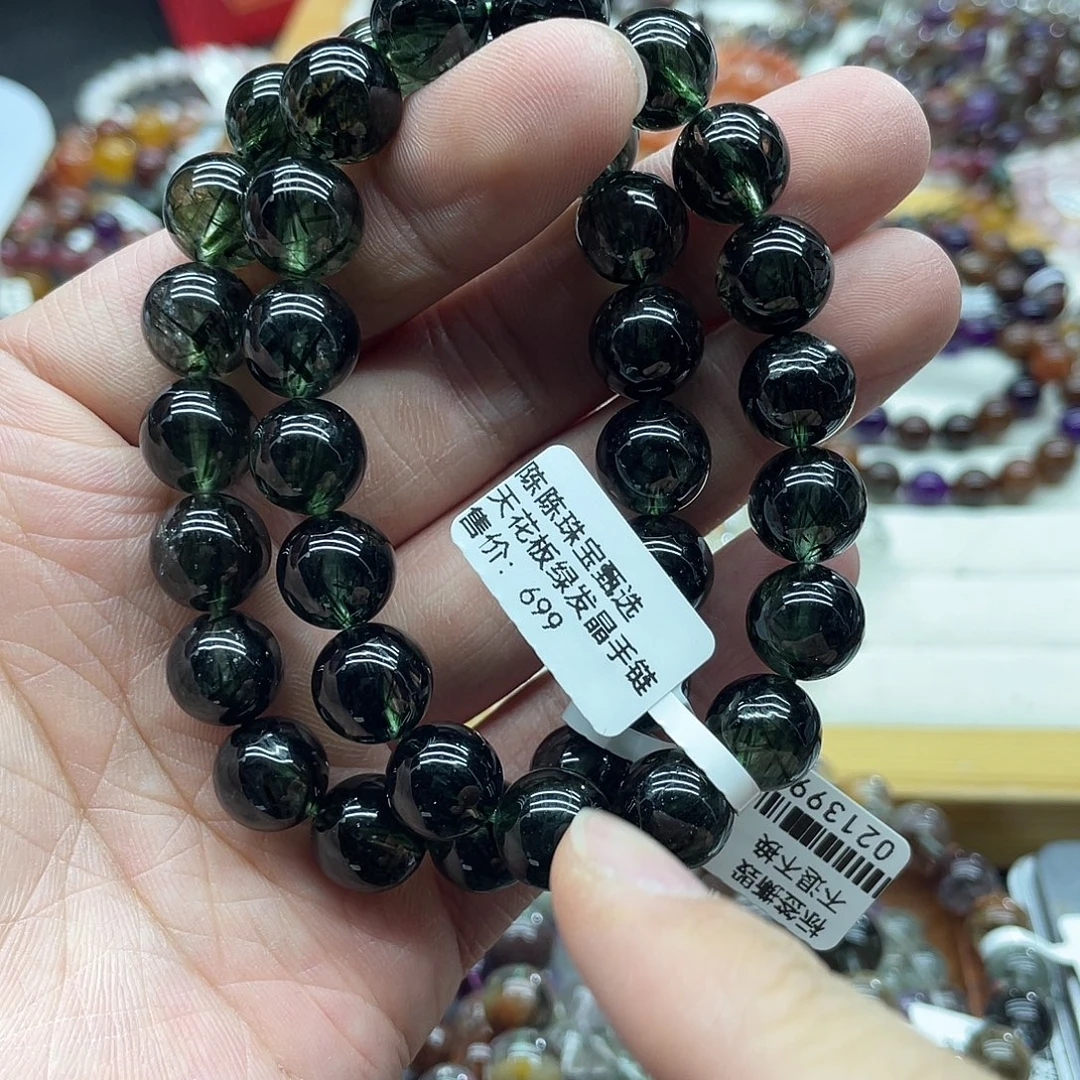 陈陈珠宝甄选
天花板绿发晶手链
售价：699
021399
不退不换
标签撕毁